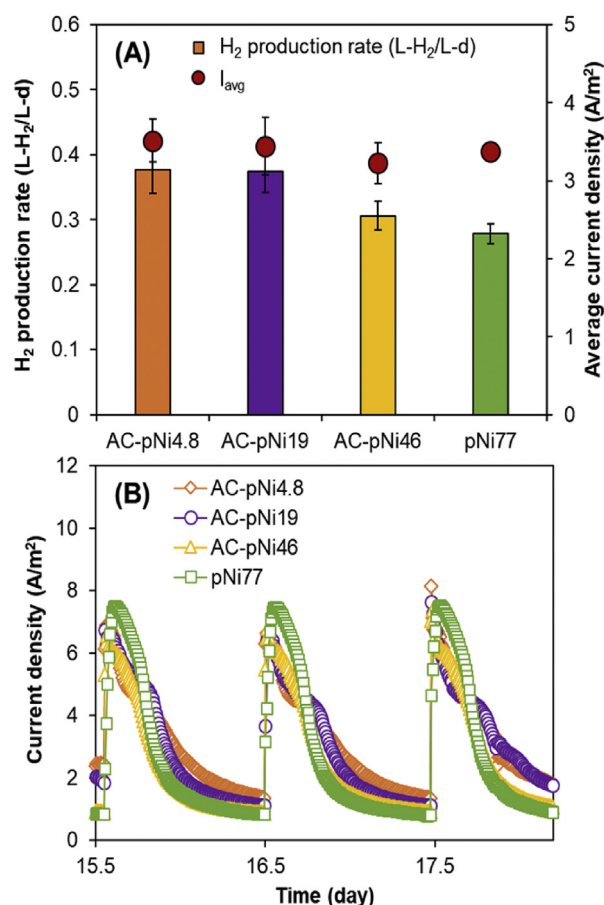 (A)
H₂ production rate (L-H₂/L-d)
I_avg
H₂ production rate (L-H₂/L-d)
0.6
0.5
0.4
0.3
0.2
0.1
0
Average current density (A/m²)
5
4
3
2
1
0
AC-pNi4.8 AC-pNi19 AC-pNi46 pNi77
(B)
AC-pNi4.8
AC-pNi19
AC-pNi46
pNi77
Current density (A/m²)
12
10
8
6
4
2
0
15.5 16.5 17.5
Time (day)